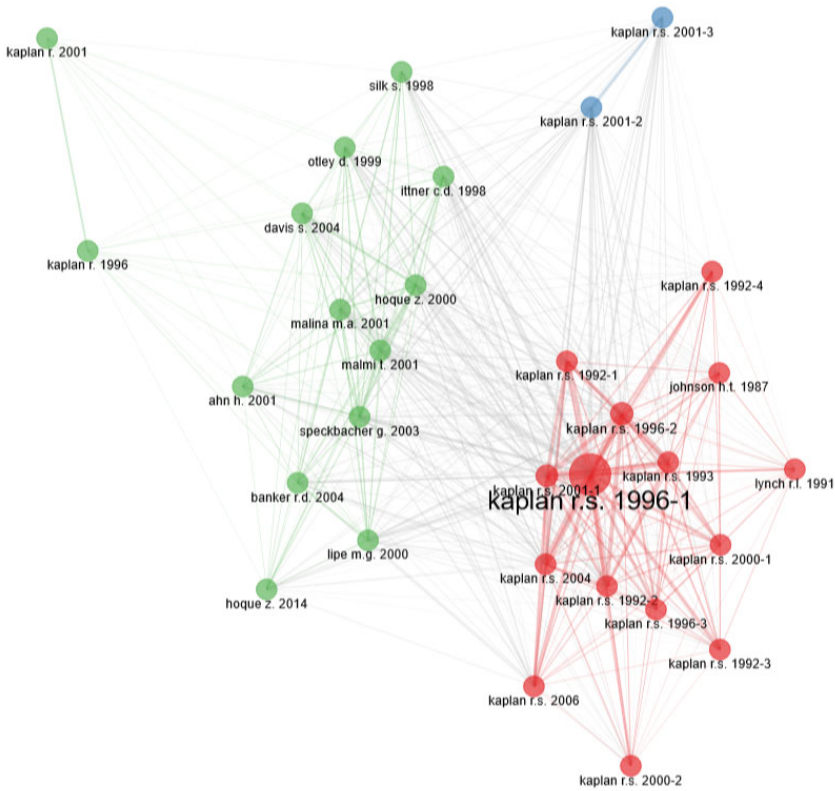 kaplan r.s. 2001-3
kaplan r. 2001
silk s. 1998
kaplan r.s. 2001-2
otley d. 1999
ittner c.d. 1998
davis s. 2004
kaplan r. 1996
kaplan r.s. 1992-4
hoque z. 2000
malina m.a. 2001
malmi t. 2001
kaplan r.s. 1992-1
johnson h.t. 1987
ahn h. 2001
speckbacher g. 2003
kaplan r.s. 1996-2
kaplan r.s. 1993
kaplan r.s. 2001-1
lynch r.l. 1991
banker r.d. 2004
kaplan r.s. 1996-1
lipe m.g. 2000
kaplan r.s. 2000-1
kaplan r.s. 2004
hoque z. 2014
kaplan r.s. 1992-2
kaplan r.s. 1996-3
kaplan r.s. 1992-3
kaplan r.s. 2006
kaplan r.s. 2000-2